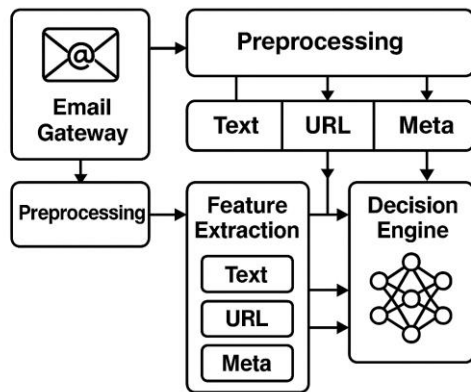 @
Email
Gateway
Preprocessing
Text
URL
Meta
Preprocessing
Feature
Extraction
Text
URL
Meta
Decision
Engine